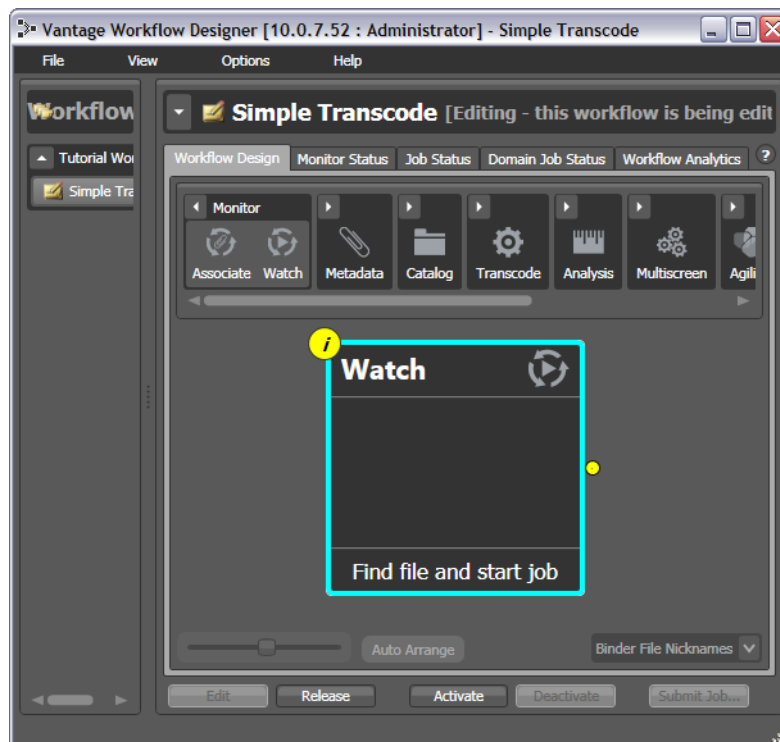 Vantage Workflow Designer [10.0.7.52 : Administrator] - Simple Transcode
File View Options Help
Workflow
Simple Transcode [Editing - this workflow is being edit
Tutorial Wor
Simple Tra
Workflow Design Monitor Status Job Status Domain Job Status Workflow Analytics ?
Monitor
Associate Watch Metadata Catalog Transcode Analysis Multiscreen Agili
i
Watch
Find file and start job
Auto Arrange Binder File Nicknames
Edit Release Activate Deactivate Submit Job...